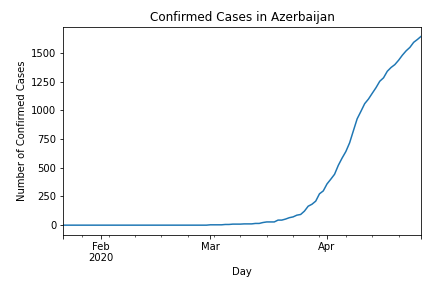 Confirmed Cases in Azerbaijan
Number of Confirmed Cases
1500
1250
1000
750
500
250
0
Feb
2020
Mar
Apr
Day